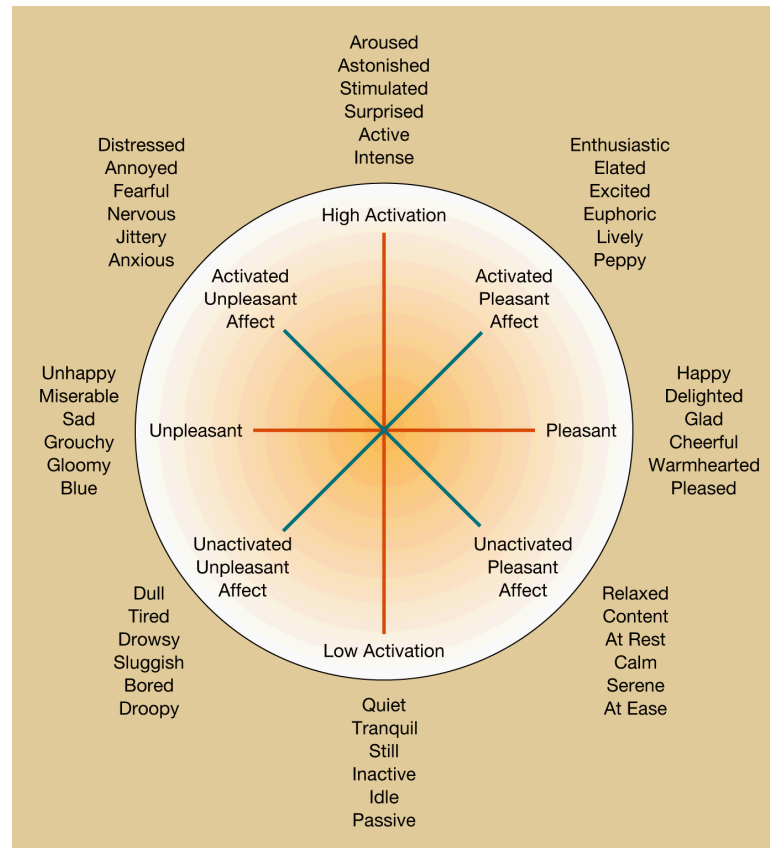 Aroused
Astonished
Stimulated
Surprised
Active
Intense
Distressed
Annoyed
Fearful
Nervous
Jittery
Anxious
Enthusiastic
Elated
Excited
Euphoric
Lively
Peppy
High Activation
Activated
Unpleasant
Affect
Activated
Pleasant
Affect
Unhappy
Miserable
Sad
Grouchy
Gloomy
Blue
Unpleasant
Pleasant
Happy
Delighted
Glad
Cheerful
Warmhearted
Pleased
Unactivated
Unpleasant
Affect
Unactivated
Pleasant
Affect
Low Activation
Dull
Tired
Drowsy
Sluggish
Bored
Droopy
Relaxed
Content
At Rest
Calm
Serene
At Ease
Quiet
Tranquil
Still
Inactive
Idle
Passive